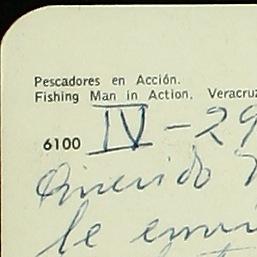 Pescadores en Acción.
Fishing Man in Action. Veracruz
6100 IV - 29
Querido
le